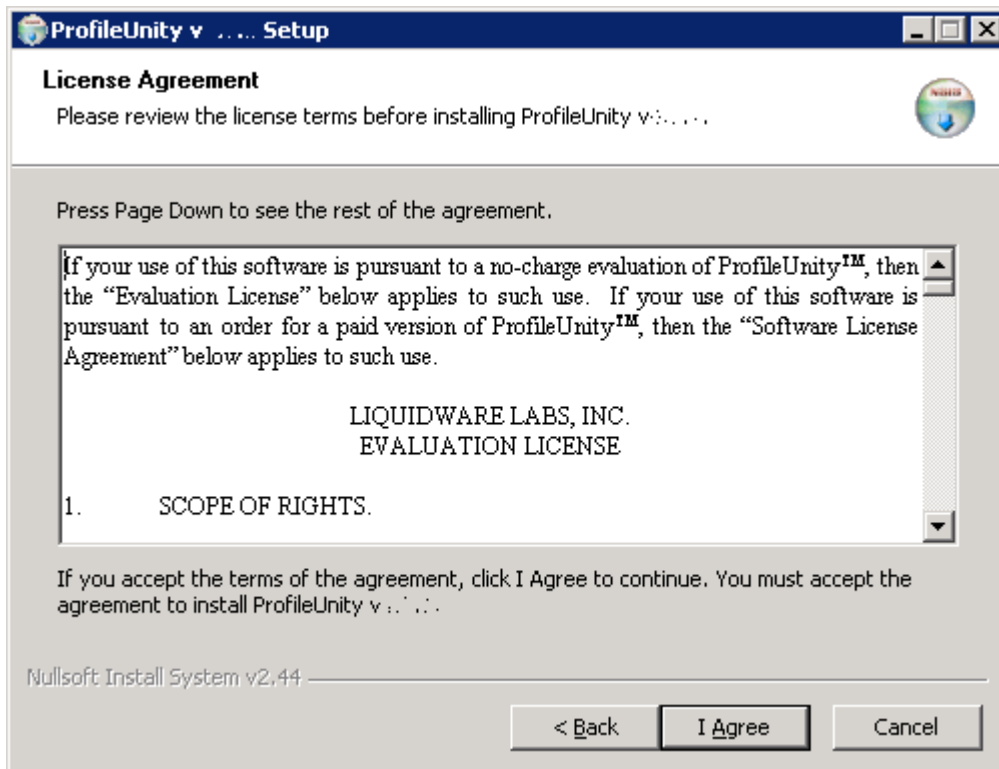 ProfileUnity v Setup
License Agreement
Please review the license terms before installing ProfileUnity v
Press Page Down to see the rest of the agreement.
If your use of this software is pursuant to a no-charge evaluation of ProfileUnity™, then
the “Evaluation License” below applies to such use. If your use of this software is
pursuant to an order for a paid version of ProfileUnity™, then the “Software License
Agreement” below applies to such use.
LIQUIDWARE LABS, INC.
EVALUATION LICENSE
1. SCOPE OF RIGHTS.
If you accept the terms of the agreement, click I Agree to continue. You must accept the
agreement to install ProfileUnity v
Nullsoft Install System v2.44
< Back
I Agree
Cancel